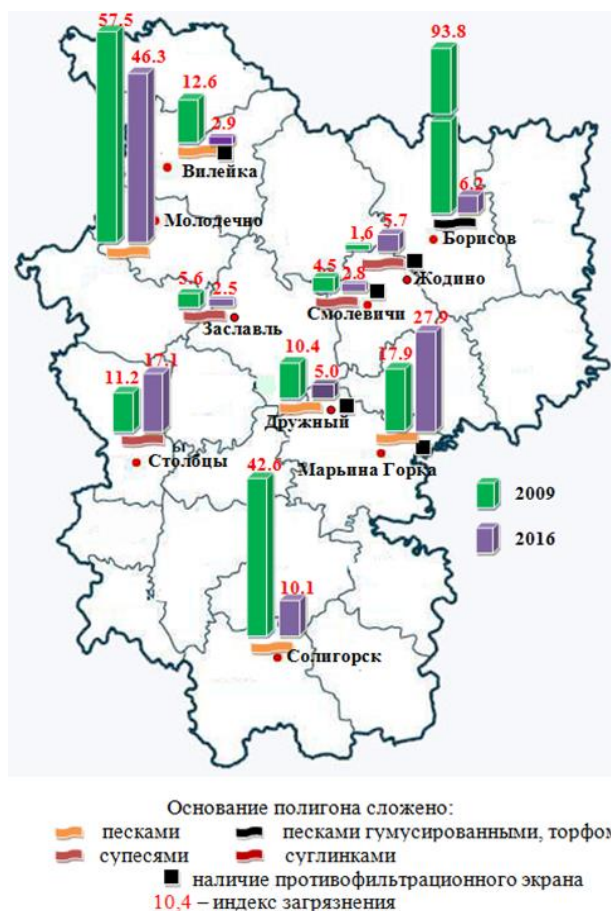 57.5
46.3
93.8
12.6
2.9
Вилейка
6.2
Борисов
Молодечно
1,6
5.7
Жодино
5.6
2.5
Заславль
4.5
2.8
Смолевичи
27.9
17.9
11.2
17.1
10.4
5.0
Дружный
Столбцы
Марьина Горка
2009
2016
10.1
Солигорск
Основание полигона сложено:
песками
песками гумусированными, торфом
супесями
суглинками
наличие противофильтрационного экрана
10,4 – индекс загрязнения